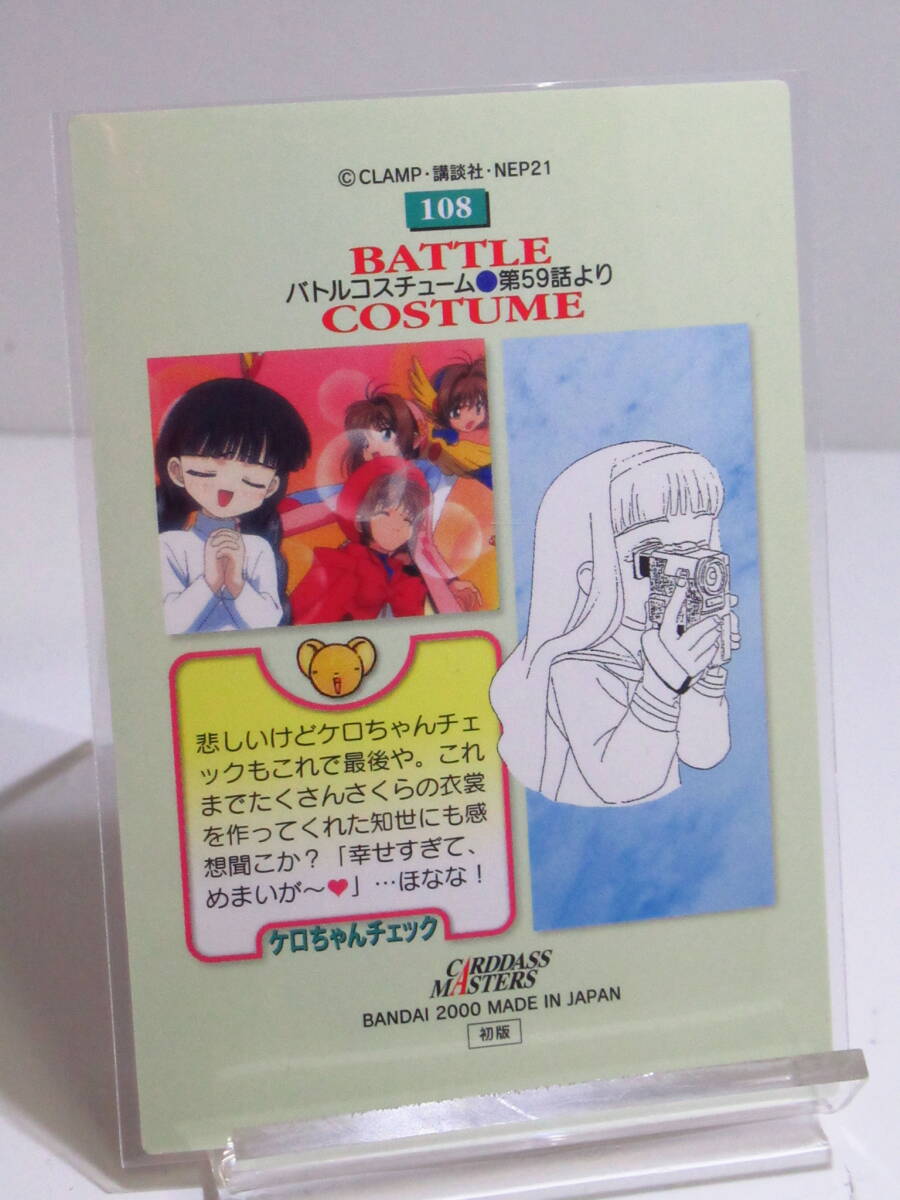 ©CLAMP・講談社・NEP21
108
BATTLE
バトルコスチューム●第59話より
COSTUME
悲しいけどケロちゃんチェ
ックもこれで最後や。これ
までたくさんさくらの衣裳
を作ってくれた知世にも感
想聞こか？「幸せすぎて、
めまいが～♥」…ほなな！
ケロちゃんチェック
CARDDASS
MASTERS
BANDAI 2000 MADE IN JAPAN
初版